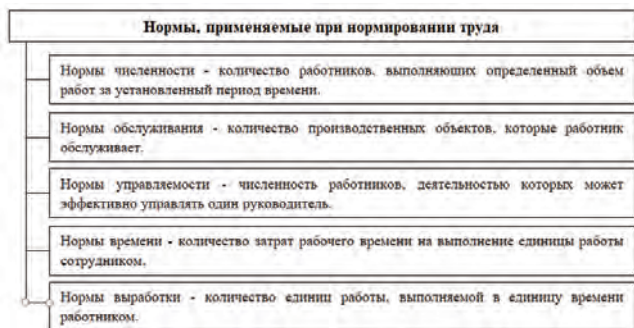 Нормы, применяемые при нормировании труда
Нормы численности - количество работников, выполняющих определенный объем
работ за установленный период времени.
Нормы обслуживания - количество производственных объектов, которые работник
обслуживает.
Нормы управляемости - численность работников, деятельностью которых может
эффективно управлять один руководитель.
Нормы времени - количество затрат рабочего времени на выполнение единицы работы
сотрудником.
Нормы выработки - количество единиц работы, выполняемой в единицу времени
работником.